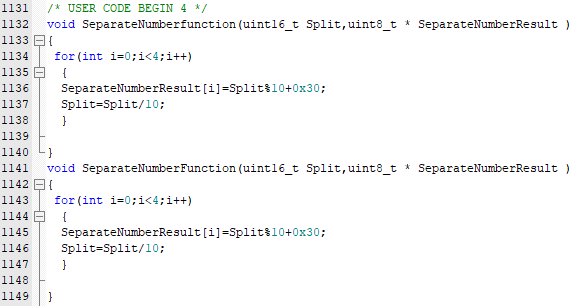 1131 /* USER CODE BEGIN 4 */
1132 void SeparateNumberfunction(uint16_t Split,uint8_t * SeparateNumberResult )
1133 {
1134 for(int i=0;i<4;i++)
1135 {
1136 SeparateNumberResult[i]=Split%10+0x30;
1137 Split=Split/10;
1138 }
1139
1140 }
1141 void SeparateNumberFunction(uint16_t Split,uint8_t * SeparateNumberResult )
1142 {
1143 for(int i=0;i<4;i++)
1144 {
1145 SeparateNumberResult[i]=Split%10+0x30;
1146 Split=Split/10;
1147 }
1148
1149 }